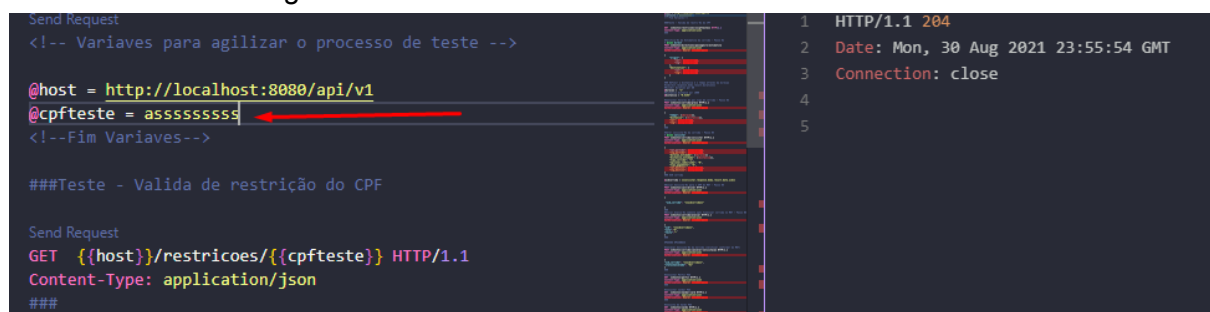 Send Request
<!-- Variaves para agilizar o processo de teste -->
@host = http://localhost:8080/api/v1
@cpfteste = asssssssss
<!--Fim Variaves-->
###Teste - Valida de restrição do CPF
Send Request
GET {{host}}/restricoes/{{cpfteste}} HTTP/1.1
Content-Type: application/json
###
1 HTTP/1.1 204
2 Date: Mon, 30 Aug 2021 23:55:54 GMT
3 Connection: close
4
5